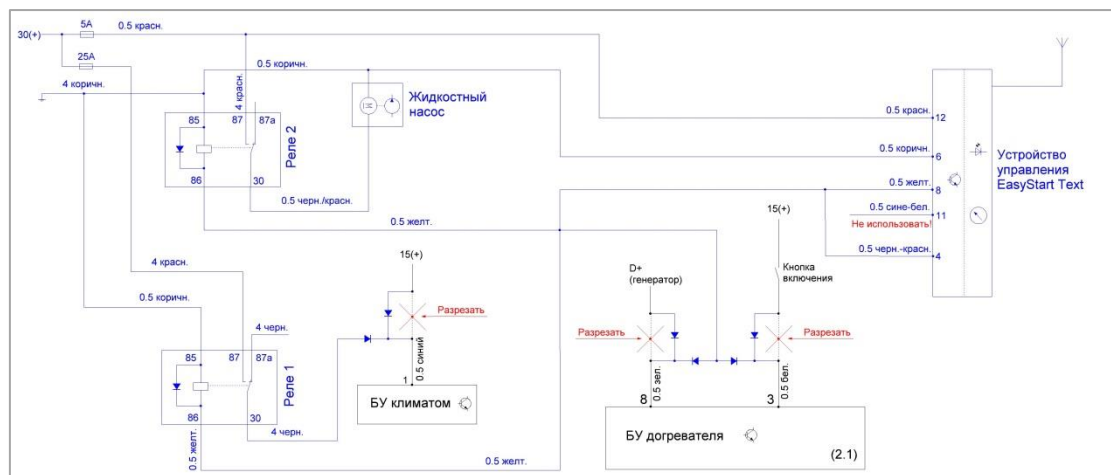 5А
0.5 красн.
30(+)
25А
0.5 коричн.
4 коричн.
4 красн.
Жидкостный
насос
М
85
87
87а
Реле 2
86
30
0.5 черн./красн.
0.5 желт.
0.5 красн.
12
0.5 коричн.
6
0.5 желт.
8
0.5 сине-бел.
11
Не использовать!
0.5 черн.-красн.
4
Устройство
управления
EasyStart Text
15(+)
15(+)
4 красн.
D+
(генератор)
Кнопка
включения
0.5 коричн.
4 черн.
Разрезать
Разрезать
Разрезать
85
87
87а
Реле 1
86
30
0.5 синий
1
БУ климатом
0.5 зел.
8
0.5 бел.
3
4 черн.
БУ догревателя
(2.1)
0.5 желт.
0.5 желт.